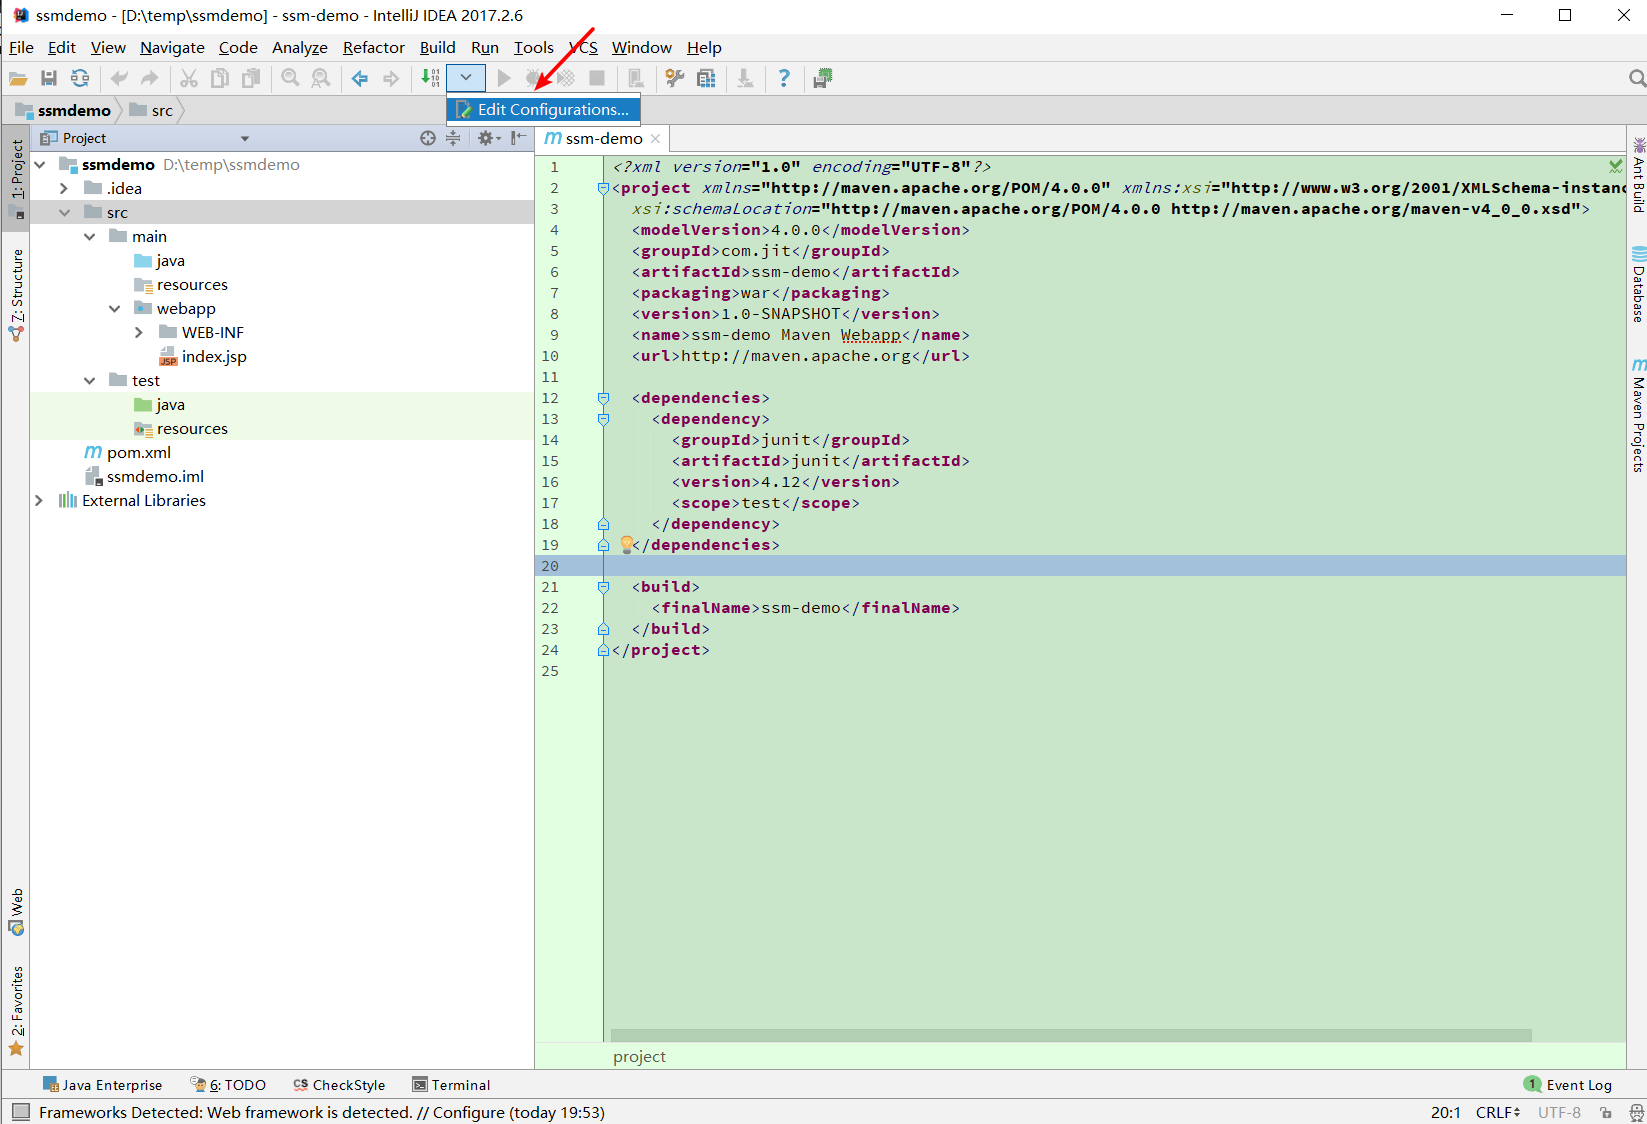 ssmdemo - [D:\temp\ssmdemo] - ssm-demo - IntelliJ IDEA 2017.2.6
File Edit View Navigate Code Analyze Refactor Build Run Tools VCS Window Help
Edit Configurations...
ssmdemo src
Project
ssm-demo
ssmdemo D:\temp\ssmdemo
.idea
src
main
java
resources
webapp
WEB-INF
index.jsp
test
java
resources
pom.xml
ssmdemo.iml
External Libraries
1: Project
7: Structure
Web
2: Favorites
1 <?xml version="1.0" encoding="UTF-8"?>
2 <project xmlns="http://maven.apache.org/POM/4.0.0" xmlns:xsi="http://www.w3.org/2001/XMLSchema-instanc
3 xsi:schemaLocation="http://maven.apache.org/POM/4.0.0 http://maven.apache.org/maven-v4_0_0.xsd">
4 <modelVersion>4.0.0</modelVersion>
5 <groupId>com.jit</groupId>
6 <artifactId>ssm-demo</artifactId>
7 <packaging>war</packaging>
8 <version>1.0-SNAPSHOT</version>
9 <name>ssm-demo Maven Webapp</name>
10 <url>http://maven.apache.org</url>
11
12 <dependencies>
13 <dependency>
14 <groupId>junit</groupId>
15 <artifactId>junit</artifactId>
16 <version>4.12</version>
17 <scope>test</scope>
18 </dependency>
19 </dependencies>
20
21 <build>
22 <finalName>ssm-demo</finalName>
23 </build>
24 </project>
25
project
Ant Build
Database
Maven Projects
Java Enterprise 6: TODO CheckStyle Terminal 1 Event Log
Frameworks Detected: Web framework is detected. // Configure (today 19:53) 20:1 CRLF UTF-8